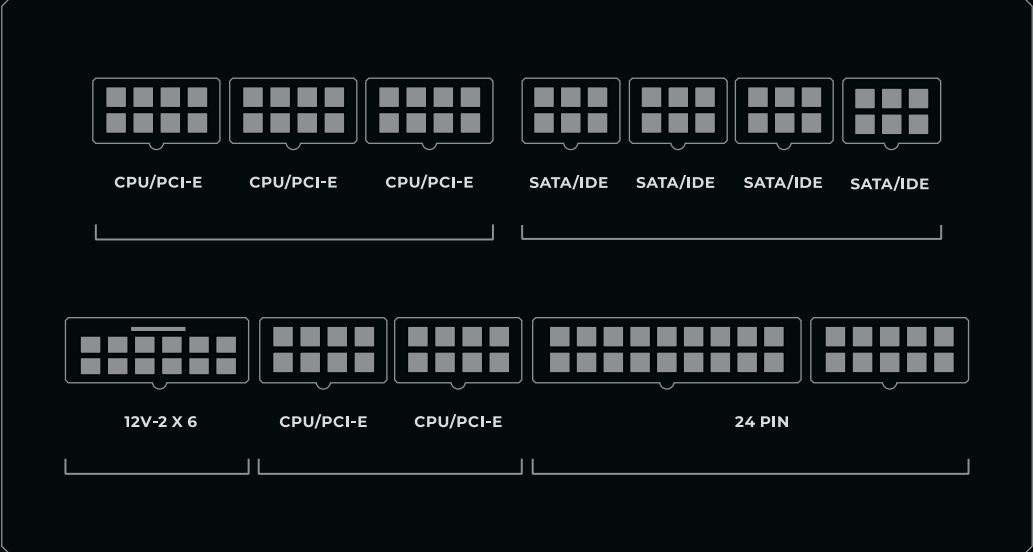 CPU/PCI-E CPU/PCI-E CPU/PCI-E SATA/IDE SATA/IDE SATA/IDE SATA/IDE
12V-2 X 6 CPU/PCI-E CPU/PCI-E 24 PIN